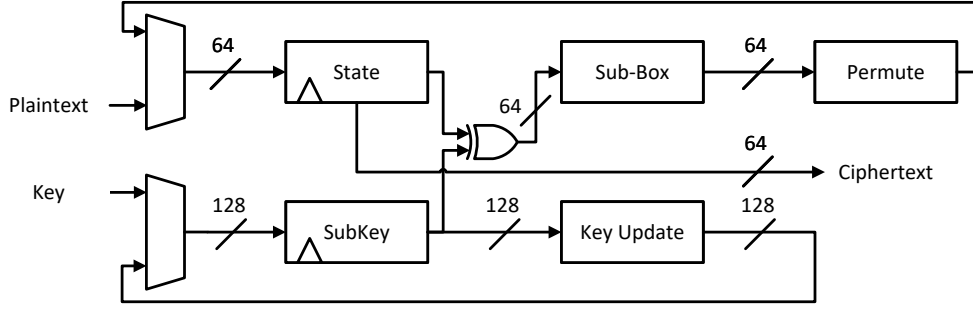 64
64
State
Sub-Box
Permute
Plaintext
64
64
Ciphertext
Key
128
128
128
SubKey
Key Update